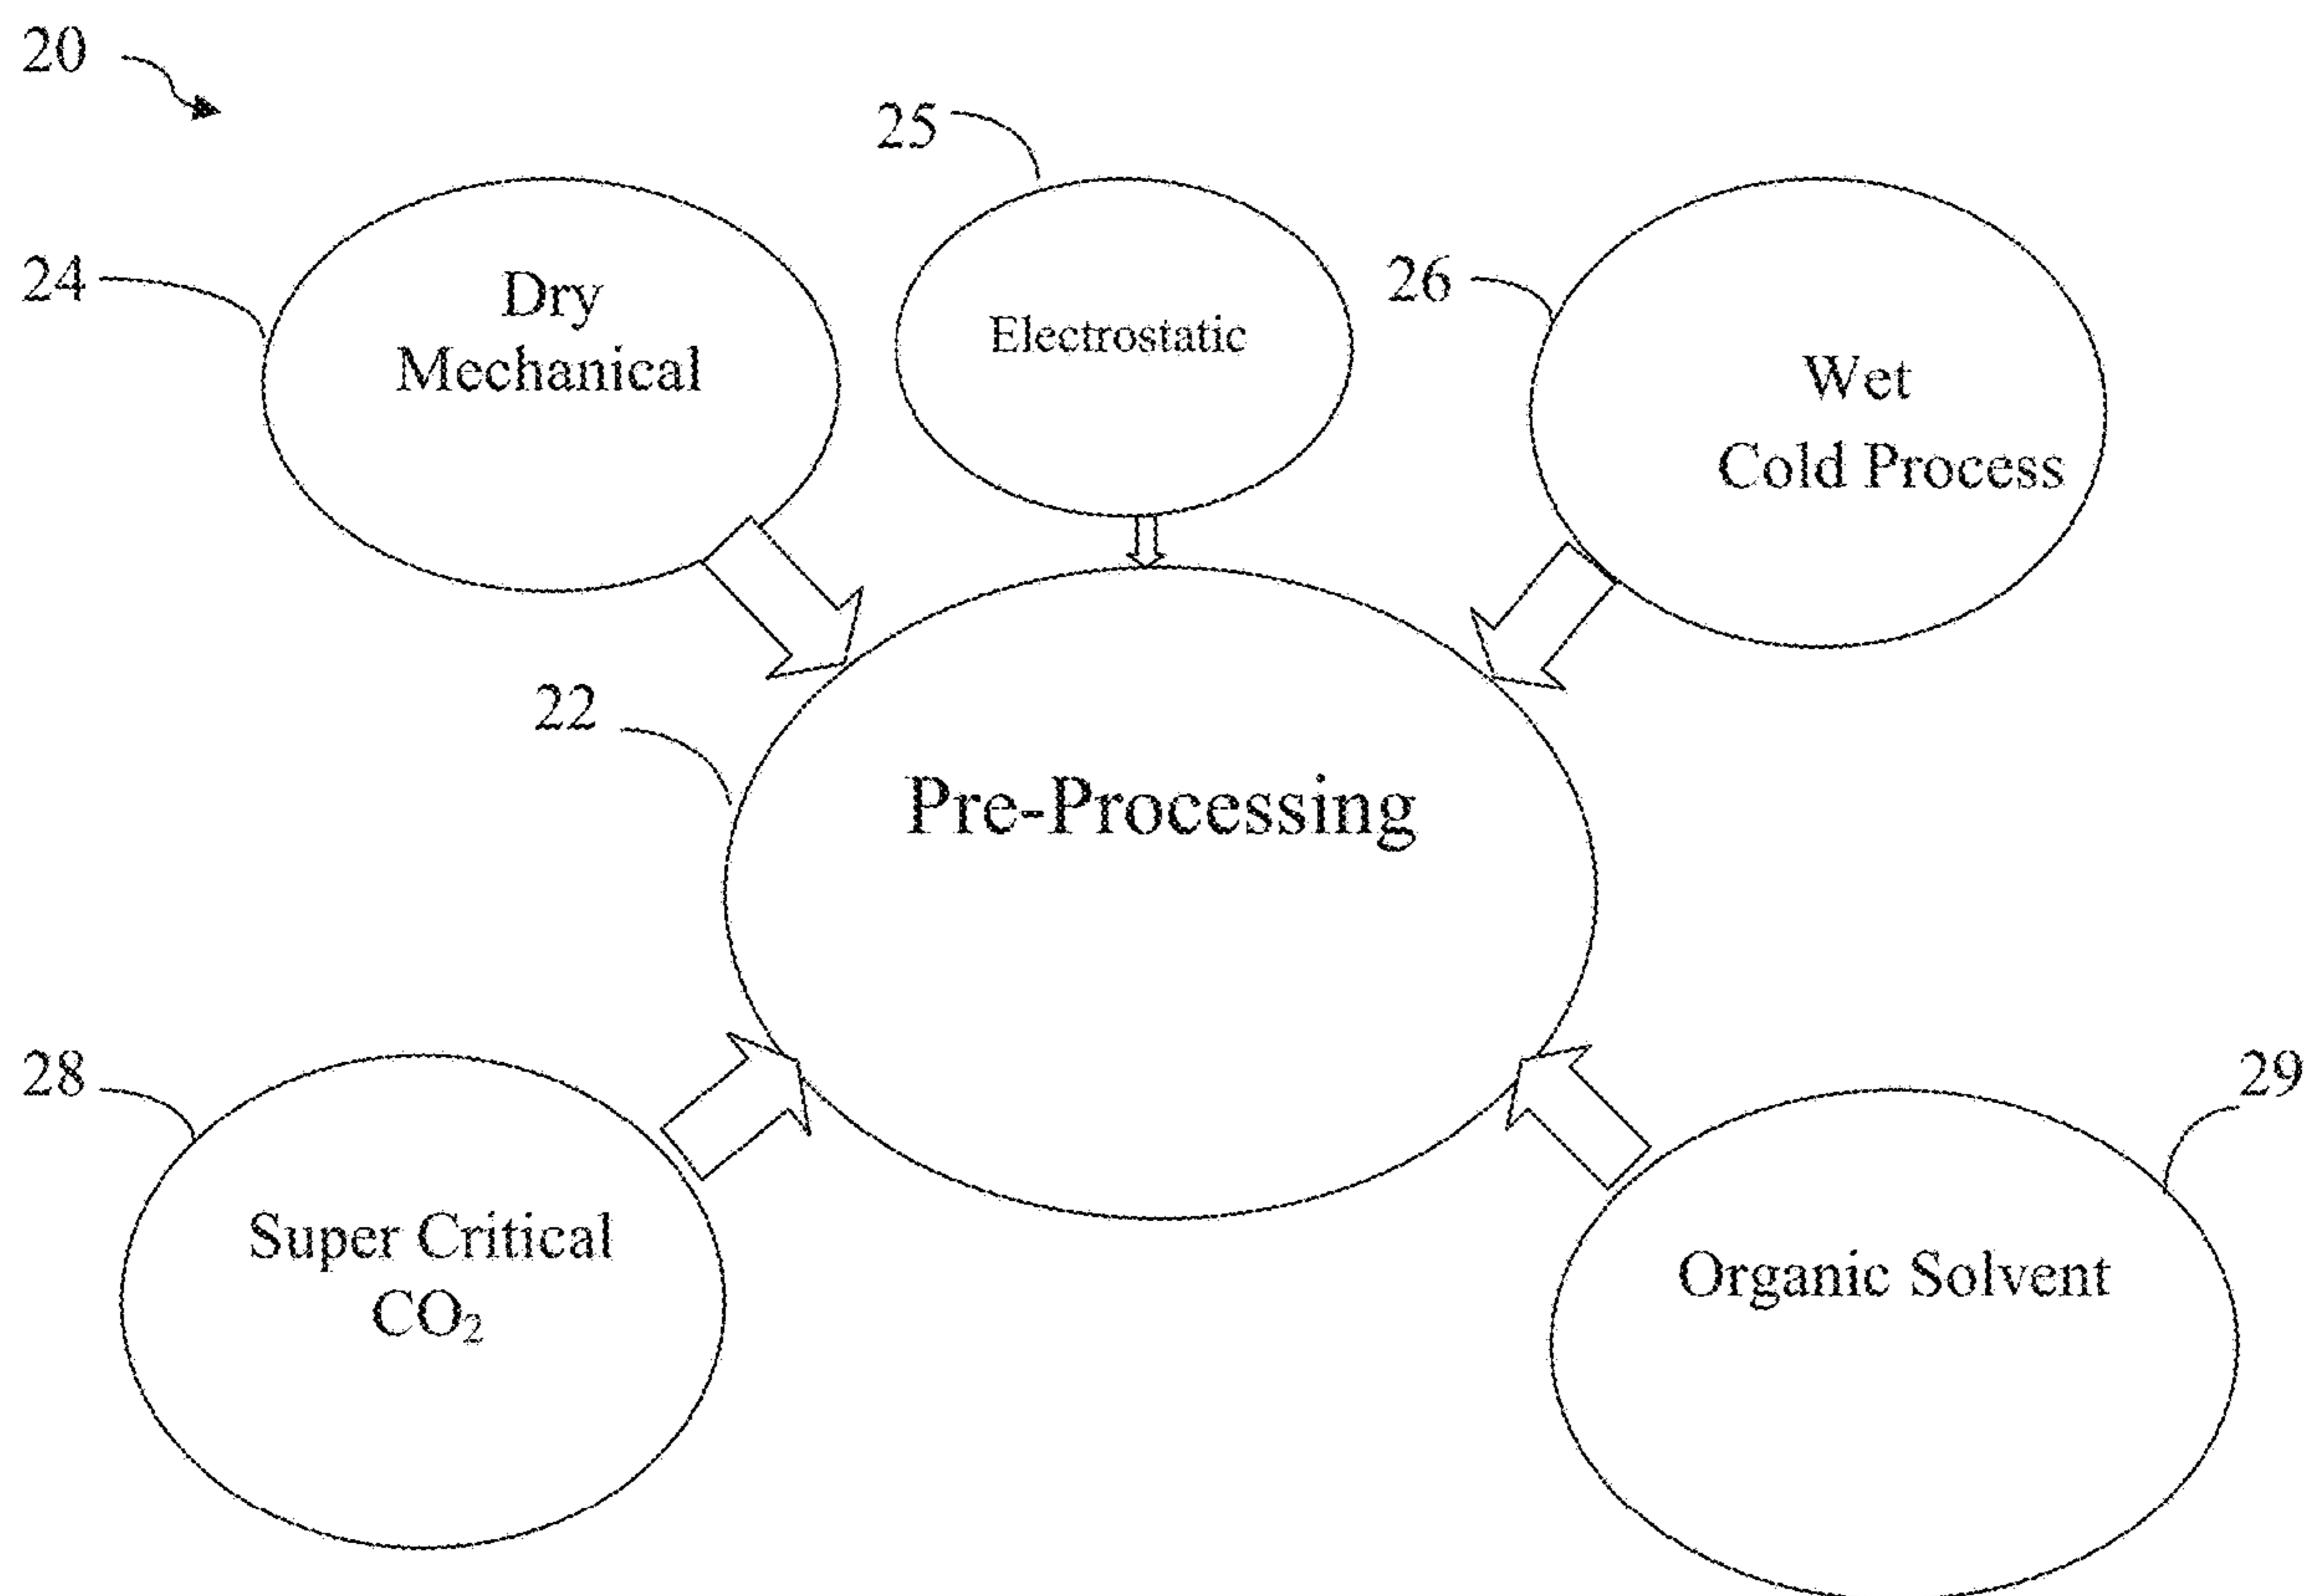 20
25
24
Dry
Mechanical
Electrostatic
26
Wet
Cold Process
22
Pre-Processing
28
Super Critical
CO₂
29
Organic Solvent